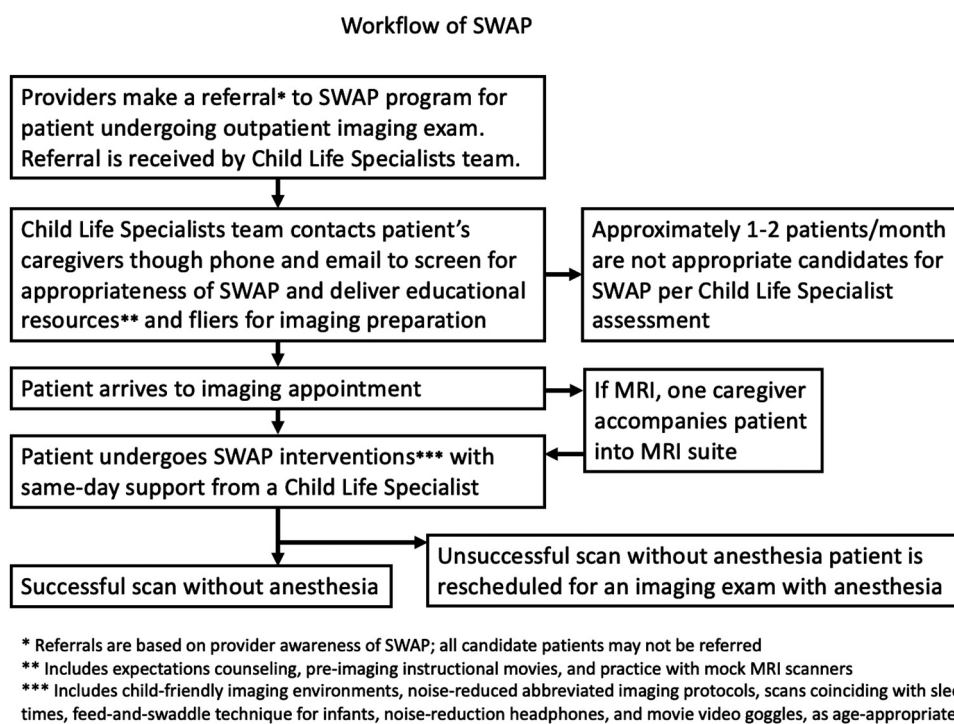 Workflow of SWAP
Providers make a referral* to SWAP program for
patient undergoing outpatient imaging exam.
Referral is received by Child Life Specialists team.
Child Life Specialists team contacts patient's
caregivers though phone and email to screen for
appropriateness of SWAP and deliver educational
resources** and fliers for imaging preparation
Approximately 1-2 patients/month
are not appropriate candidates for
SWAP per Child Life Specialist
assessment
Patient arrives to imaging appointment
If MRI, one caregiver
accompanies patient
into MRI suite
Patient undergoes SWAP interventions*** with
same-day support from a Child Life Specialist
Successful scan without anesthesia
Unsuccessful scan without anesthesia patient is
rescheduled for an imaging exam with anesthesia
* Referrals are based on provider awareness of SWAP; all candidate patients may not be referred
** Includes expectations counseling, pre-imaging instructional movies, and practice with mock MRI scanners
*** Includes child-friendly imaging environments, noise-reduced abbreviated imaging protocols, scans coinciding with
times, feed-and-swaddle technique for infants, noise-reduction headphones, and movie video goggles, as age-appropriate